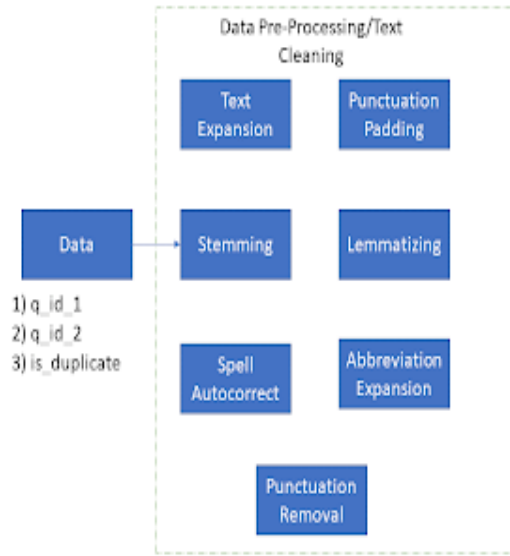 Data Pre-Processing/Text
Cleaning
Text
Expansion
Punctuation
Padding
Data
Stemming
Lemmatizing
1) q_id_1
2) q_id_2
3) is_duplicate
Spell
Autocorrect
Abbreviation
Expansion
Punctuation
Removal